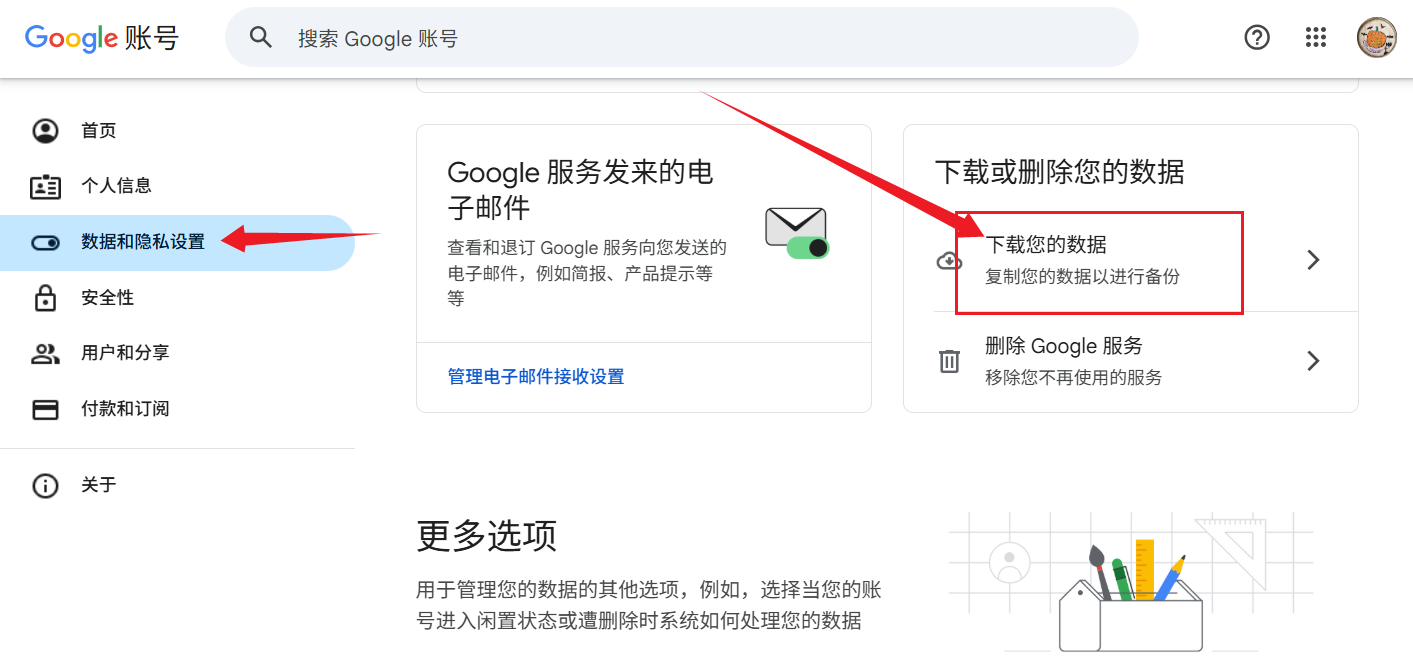 Google 账号
搜索 Google 账号
首页
个人信息
数据和隐私设置
安全性
用户和分享
付款和订阅
关于
Google 服务发来的电
子邮件
查看和退订 Google 服务向您发送的
电子邮件，例如简报、产品提示等
等
管理电子邮件接收设置
下载或删除您的数据
下载您的数据
复制您的数据以进行备份
删除 Google 服务
移除您不再使用的服务
更多选项
用于管理您的数据的其他选项，例如，选择当您的账
号进入闲置状态或遭删除时系统如何处理您的数据